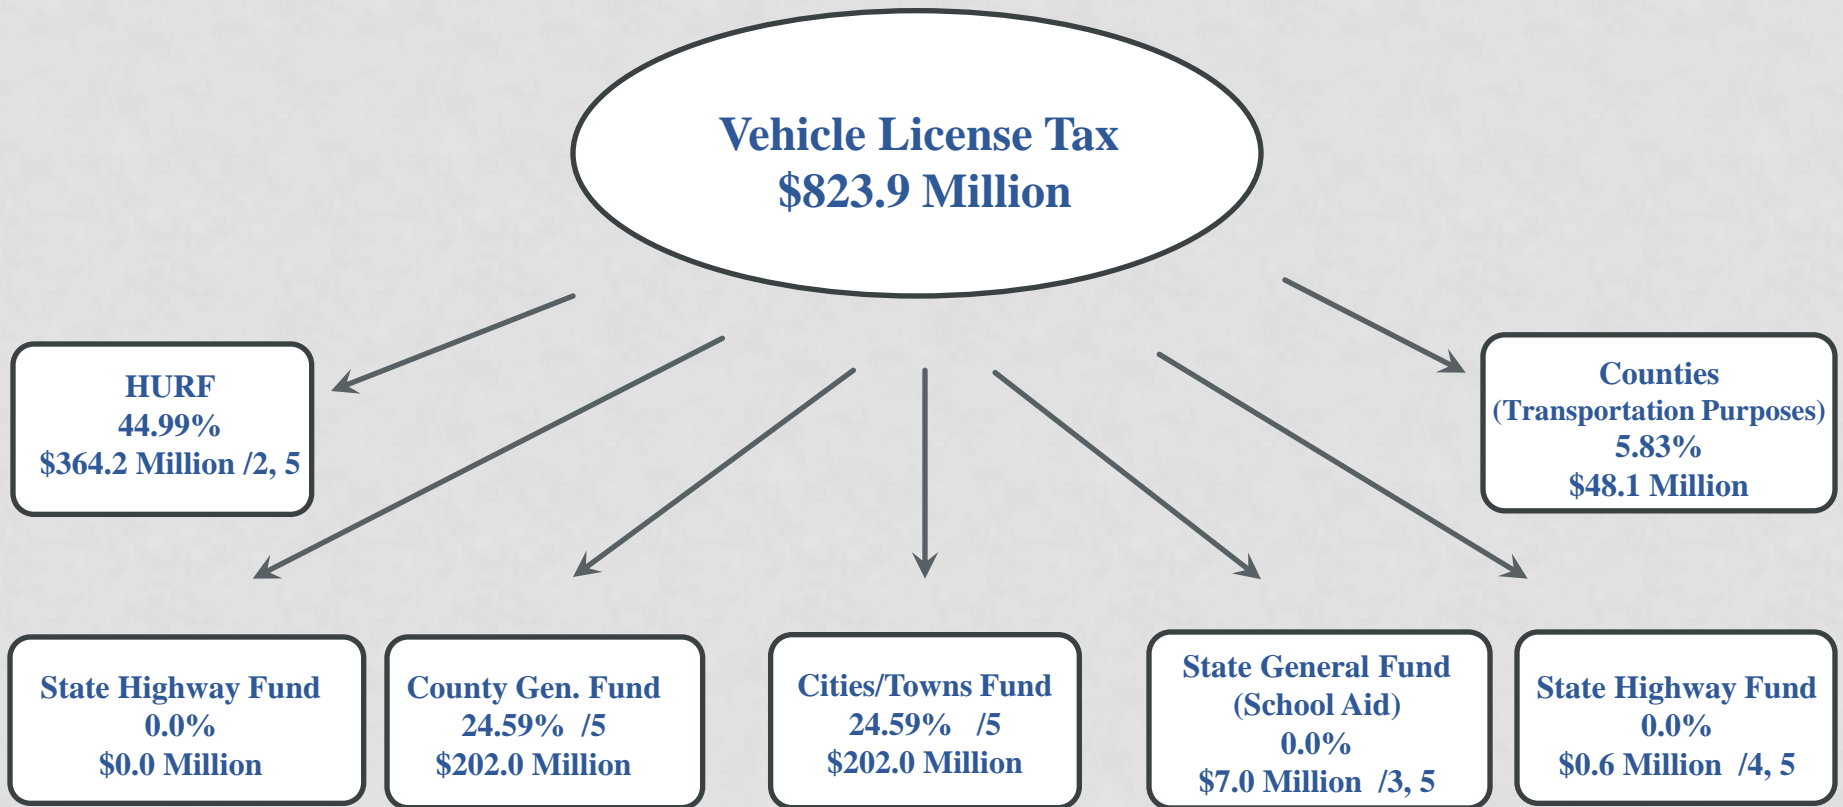 Vehicle License Tax
$823.9 Million
HURF
44.99%
$364.2 Million /2, 5
Counties
(Transportation Purposes)
5.83%
$48.1 Million
State Highway Fund
0.0%
$0.0 Million
County Gen. Fund
24.59% /5
$202.0 Million
Cities/Towns Fund
24.59% /5
$202.0 Million
State General Fund
(School Aid)
0.0%
$7.0 Million /3, 5
State Highway Fund
0.0%
$0.6 Million /4, 5